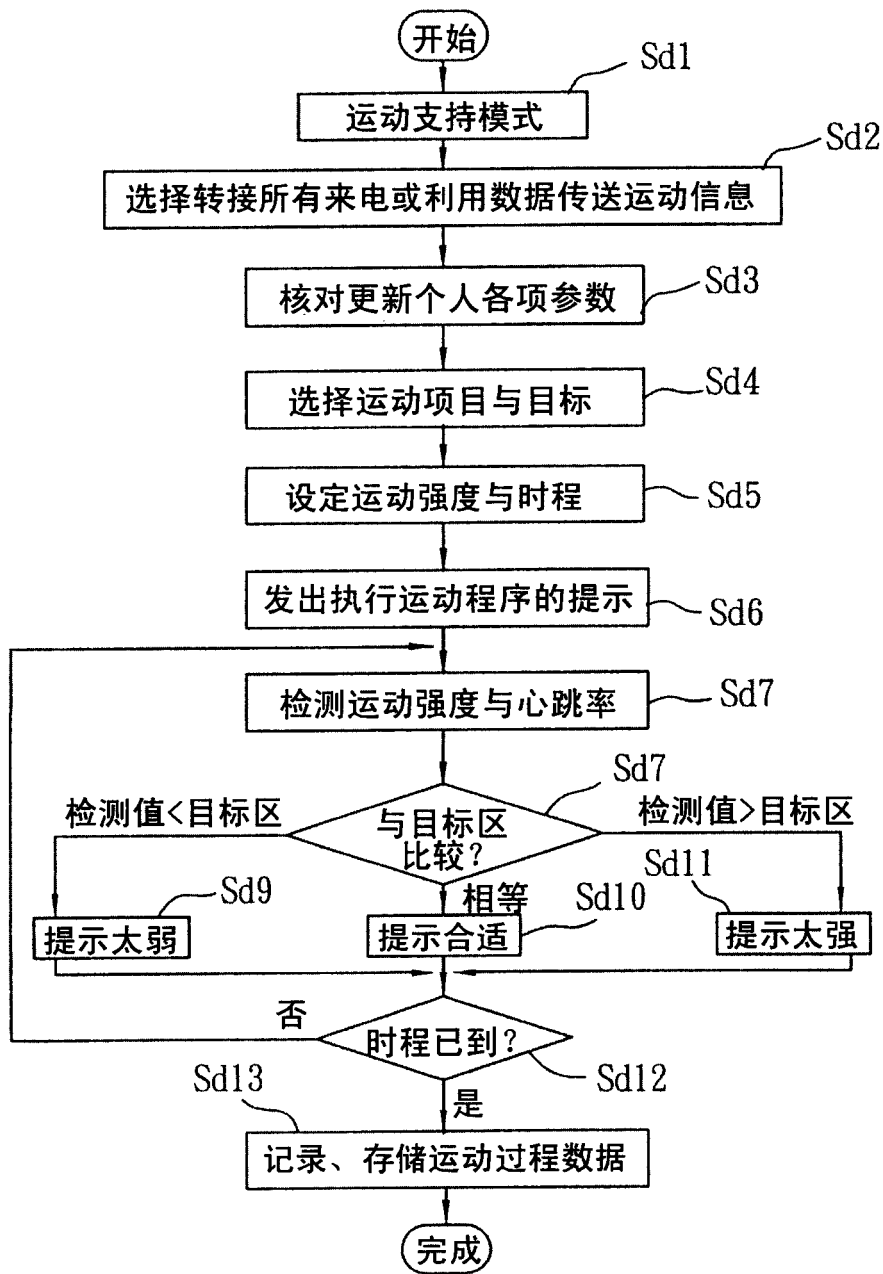 开始
Sd1
运动支持模式
Sd2
选择转接所有来电或利用数据传送运动信息
核对更新个人各项参数
Sd3
选择运动项目与目标
Sd4
设定运动强度与时程
Sd5
发出执行运动程序的提示
Sd6
检测运动强度与心跳率
Sd7
Sd7
检测值<目标区
与目标区
比较?
检测值>目标区
Sd9
相等
Sd10
Sd11
提示太弱
提示合适
提示太强
否
时程已到?
Sd12
Sd13
是
记录、存储运动过程数据
完成